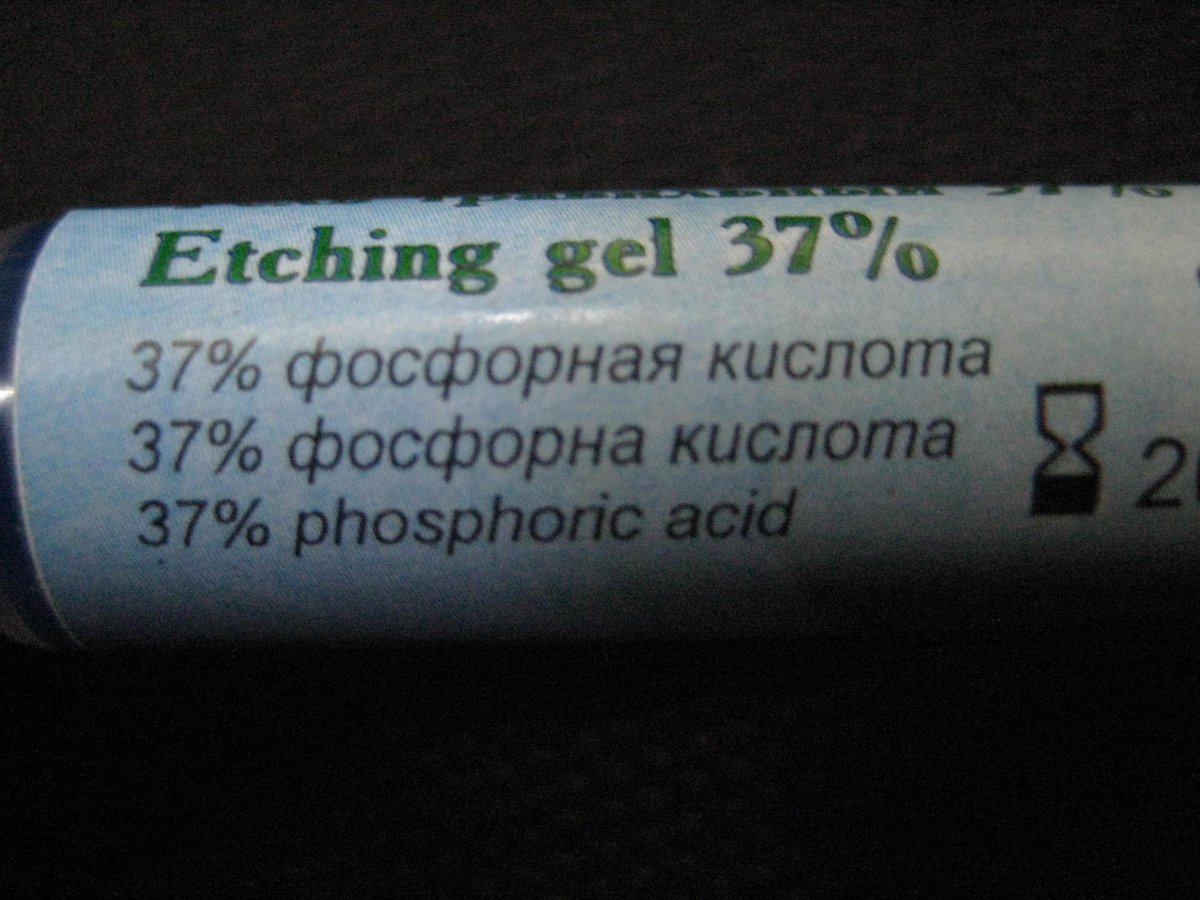 Etching gel 37%
37% фосфорная кислота
37% фосфорна кислота
37% phosphoric acid